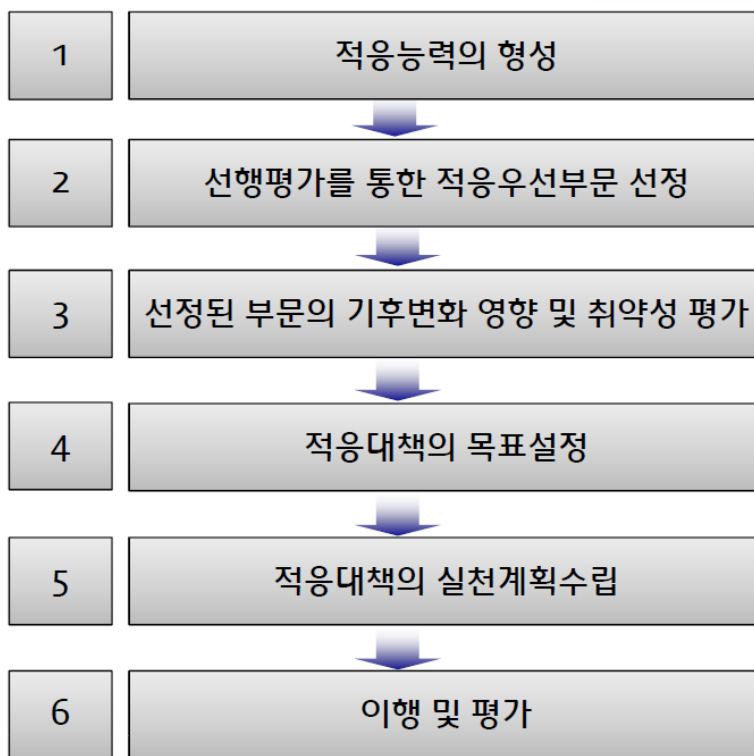 1 적응능력의 형성
2 선행평가를 통한 적응우선부문 선정
3 선정된 부문의 기후변화 영향 및 취약성 평가
4 적응대책의 목표설정
5 적응대책의 실천계획수립
6 이행 및 평가